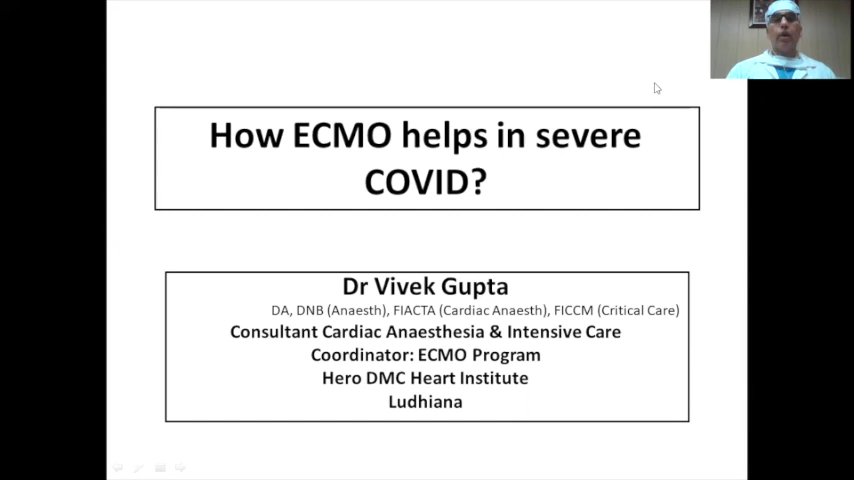 How ECMO helps in severe
COVID?
Dr Vivek Gupta
DA, DNB (Anaesth), FIACTA (Cardiac Anaesth), FICCM (Critical Care)
Consultant Cardiac Anaesthesia & Intensive Care
Coordinator: ECMO Program
Hero DMC Heart Institute
Ludhiana